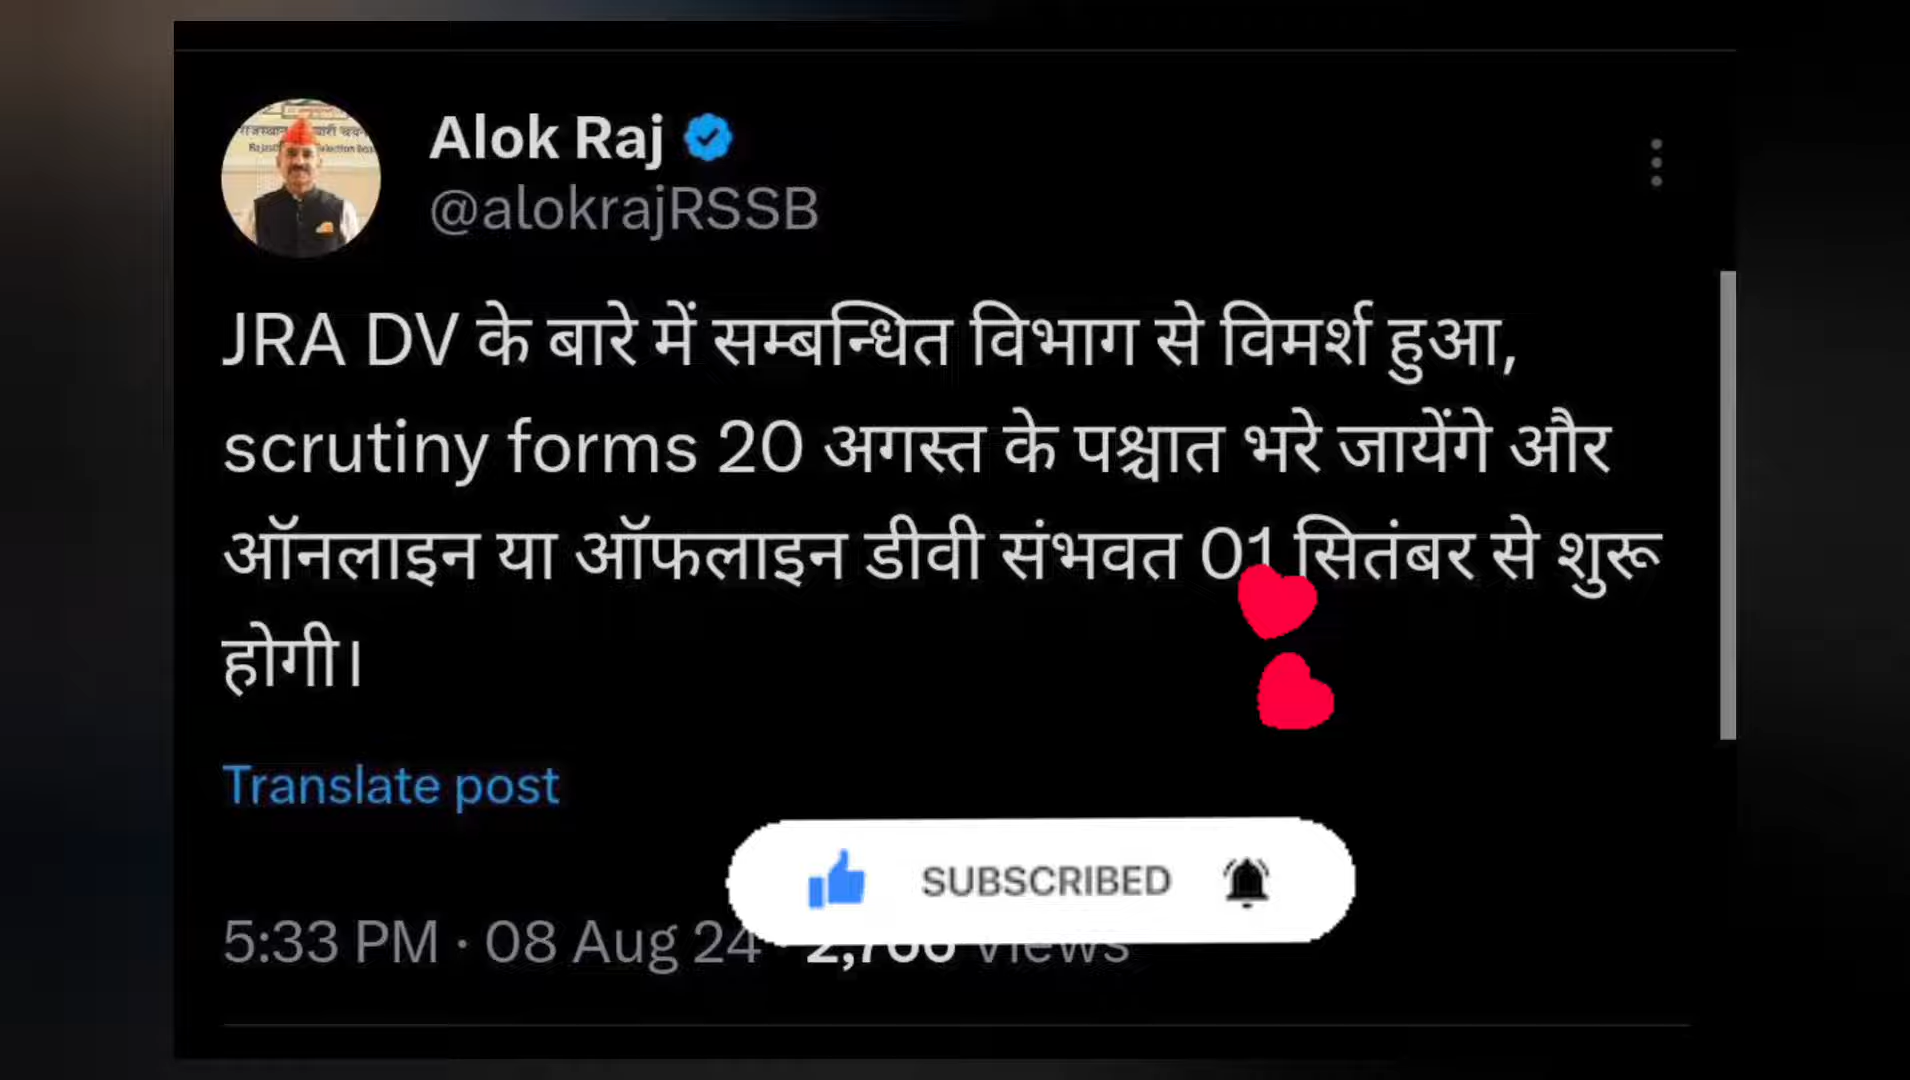 Alok Raj
@alokrajRSSB
JRA DV के बारे में सम्बन्धित विभाग से विमर्श हुआ,
scrutiny forms 20 अगस्त के पश्चात भरे जायेंगे और
ऑनलाइन या ऑफलाइन डीवी संभवत 01 सितंबर से शुरू
होगी।
Translate post
SUBSCRIBED
5:33 PM · 08 Aug 24 Views